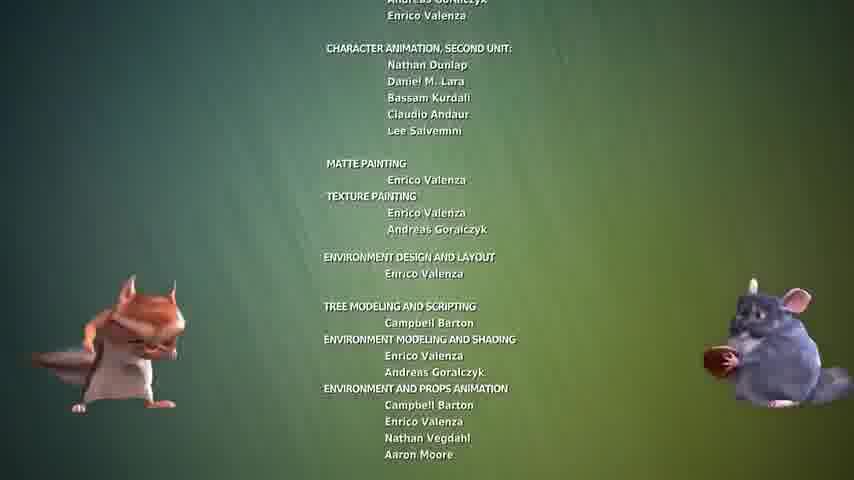 Andreas Goralczyk
Enrico Valenza
CHARACTER ANIMATION, SECOND UNIT:
Nathan Dunlap
Daniel M. Lara
Bassam Kurdali
Claudio Andaur
Lee Salvemini
MATTE PAINTING
Enrico Valenza
TEXTURE PAINTING
Enrico Valenza
Andreas Goralczyk
ENVIRONMENT DESIGN AND LAYOUT
Enrico Valenza
TREE MODELING AND SCRIPTING
Campbell Barton
ENVIRONMENT MODELING AND SHADING
Enrico Valenza
Andreas Goralczyk
ENVIRONMENT AND PROPS ANIMATION
Campbell Barton
Enrico Valenza
Nathan Vegdahl
Aaron Moore